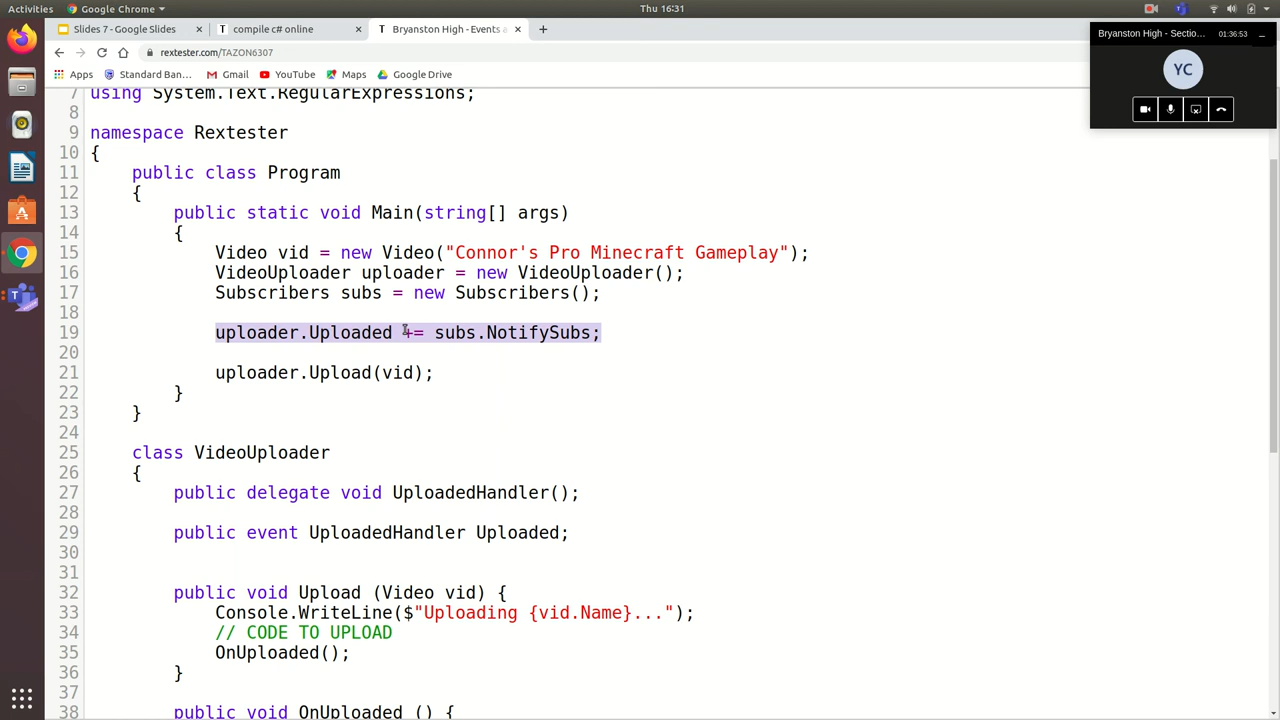 Activities
Google Chrome
Thu 16:31
Slides 7 - Google Slides
compile c# online
Bryanston High - Events
rextester.com/TAZON6307
Apps
Standard Ban...
Gmail
YouTube
Maps
Google Drive
Bryanston High - Sectio...
01:36:53
YC
7 using System.Text.RegularExpressions;
8
9 namespace Rextester
10 {
11 public class Program
12 {
13 public static void Main(string[] args)
14 {
15 Video vid = new Video("Connor's Pro Minecraft Gameplay");
16 VideoUploader uploader = new VideoUploader();
17 Subscribers subs = new Subscribers();
18
19 uploader.Uploaded += subs.NotifySubs;
20
21 uploader.Upload(vid);
22 }
23 }
24
25 class VideoUploader
26 {
27 public delegate void UploadedHandler();
28
29 public event UploadedHandler Uploaded;
30
31
32 public void Upload (Video vid) {
33 Console.WriteLine($"Uploading {vid.Name}...");
34 // CODE TO UPLOAD
35 OnUploaded();
36 }
37
38 public void OnUploaded () {